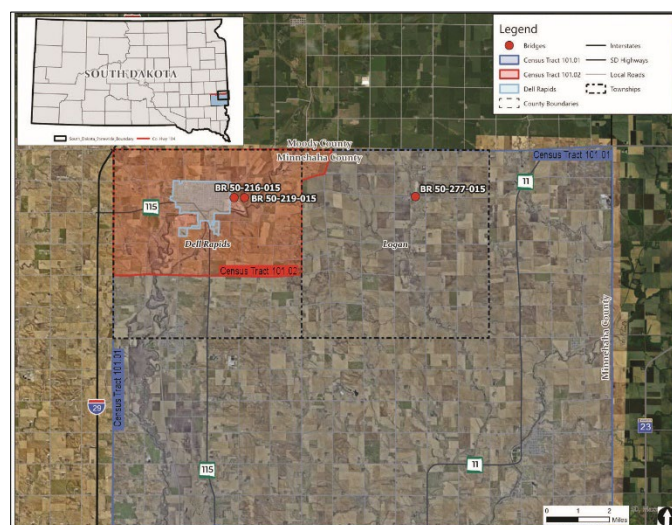 SOUTH DAKOTA
Legend
Bridges
Census Tract 101.01
Census Tract 101.02
Dell Rapids
County Boundaries
Interstates
SD Highways
Local Roads
Townships
Moody County
Minnehaha County
Census Tract 101.01
11
BR 50-216-015
BR 50-219-015
BR 50-277-015
115
Dell Rapids
Logan
Census Tract 101.02
Minnehaha County
Census Tract 101.01
29
23
115
11
0 1 2
Miles